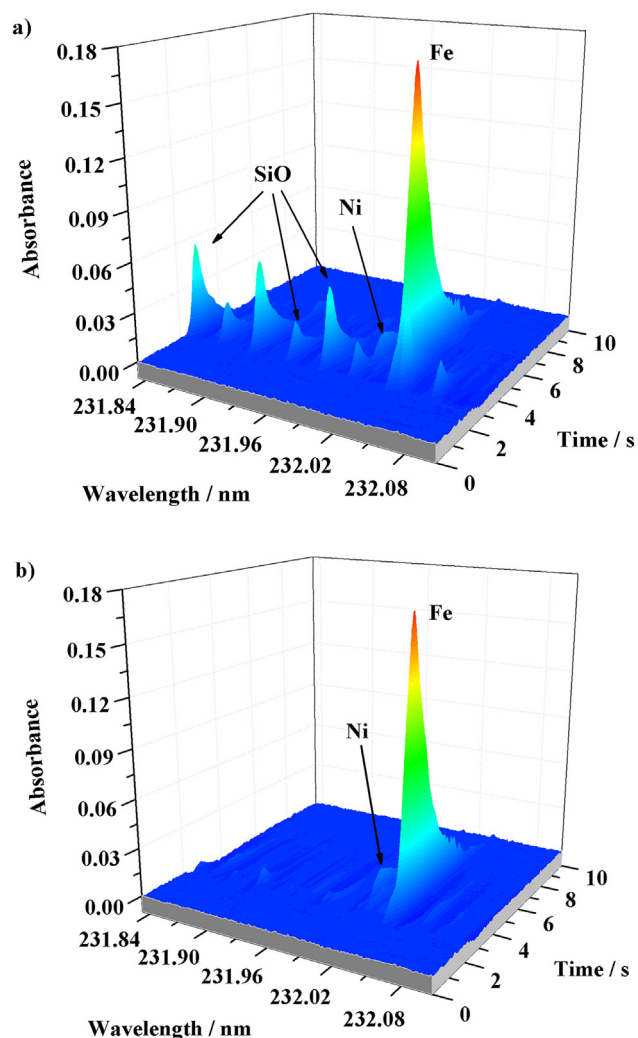 a)
0.18
0.15
0.12
0.09
0.06
0.03
0.00
Absorbance
Fe
SiO
Ni
231.84
231.90
231.96
232.02
232.08
Wavelength / nm
0
2
4
6
8
10
Time / s
b)
0.18
0.15
0.12
0.09
0.06
0.03
0.00
Absorbance
Fe
Ni
231.84
231.90
231.96
232.02
232.08
Wavelength / nm
0
2
4
6
8
10
Time / s